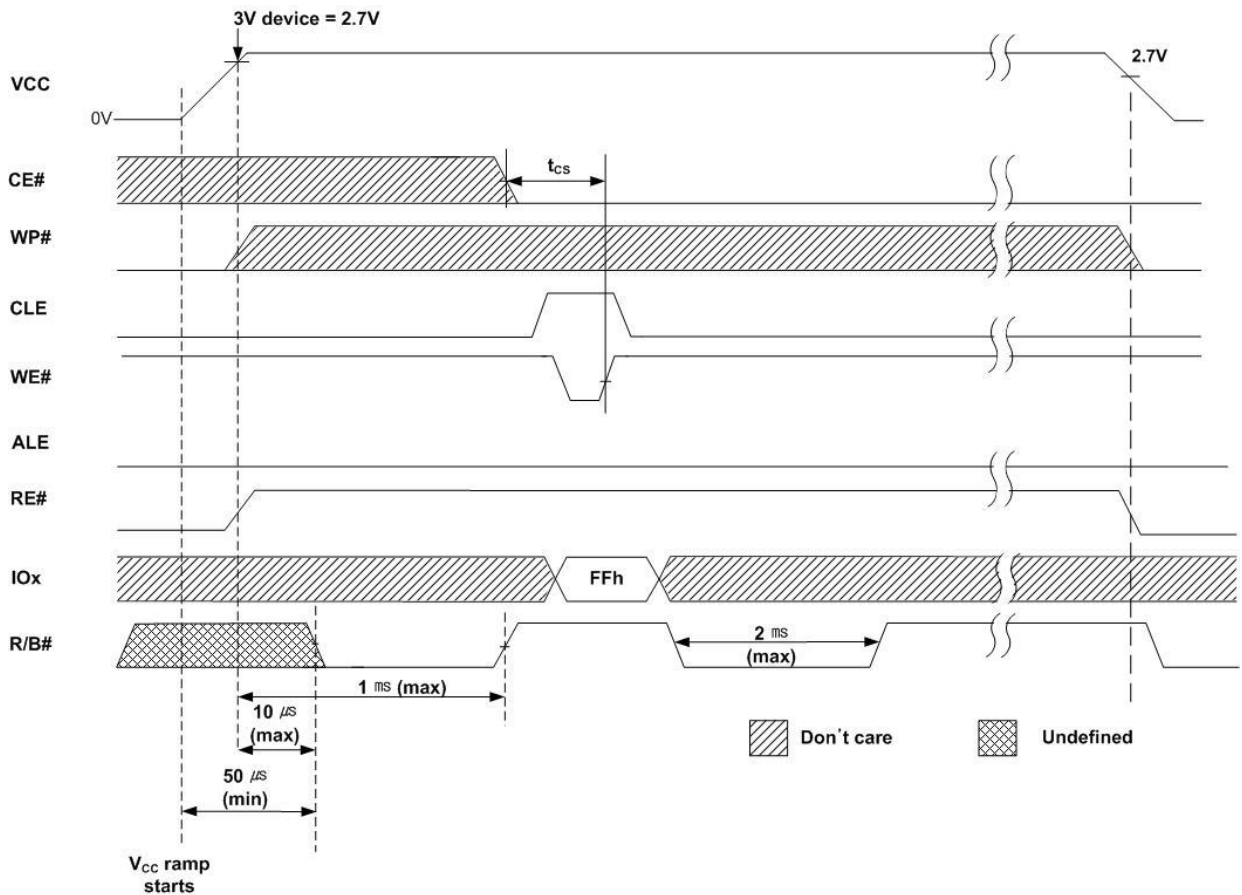 3V device = 2.7V
VCC
2.7V
0V
CE#
tCS
WP#
CLE
WE#
ALE
RE#
IOx
FFh
R/B#
2 ㎳
(max)
1 ㎳ (max)
10 ㎲
(max)
Don't care
Undefined
50 ㎲
(min)
VCC ramp
starts